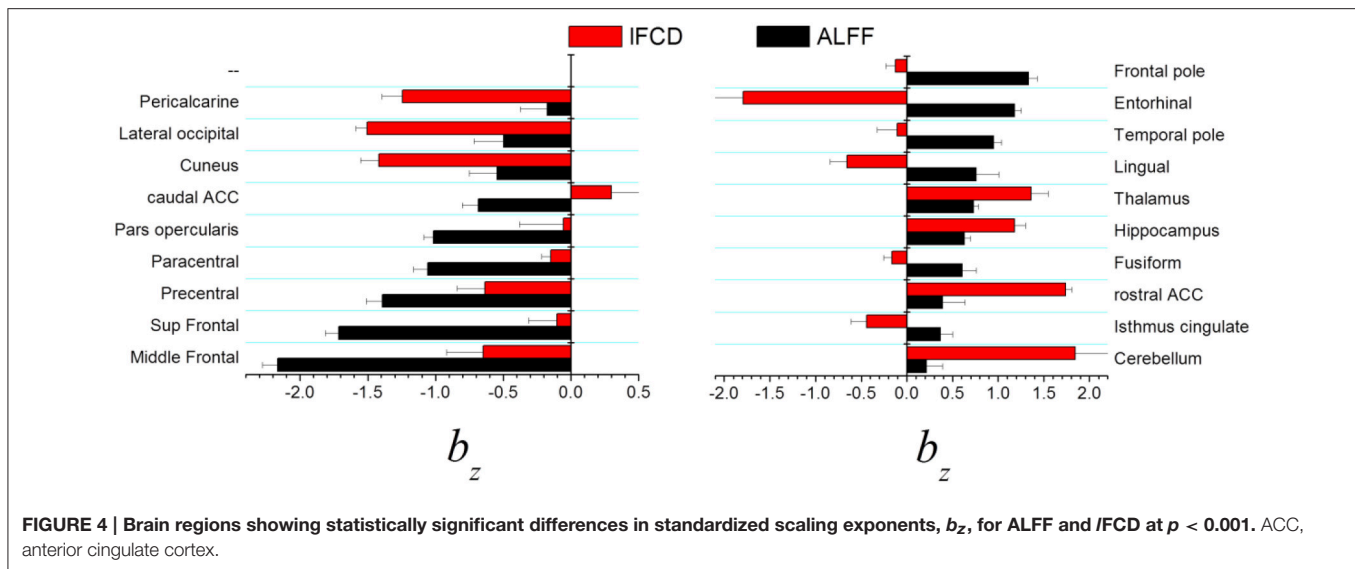 lFCD ALFF
--
Pericalcarine
Lateral occipital
Cuneus
caudal ACC
Pars opercularis
Paracentral
Precentral
Sup Frontal
Middle Frontal
-2.0 -1.5 -1.0 -0.5 0.0 0.5
b_z
Frontal pole
Entorhinal
Temporal pole
Lingual
Thalamus
Hippocampus
Fusiform
rostral ACC
Isthmus cingulate
Cerebellum
-2.0 -1.5 -1.0 -0.5 0.0 0.5 1.0 1.5 2.0
b_z
FIGURE 4 | Brain regions showing statistically significant differences in standardized scaling exponents, b_z, for ALFF and lFCD at p < 0.001. ACC,
anterior cingulate cortex.